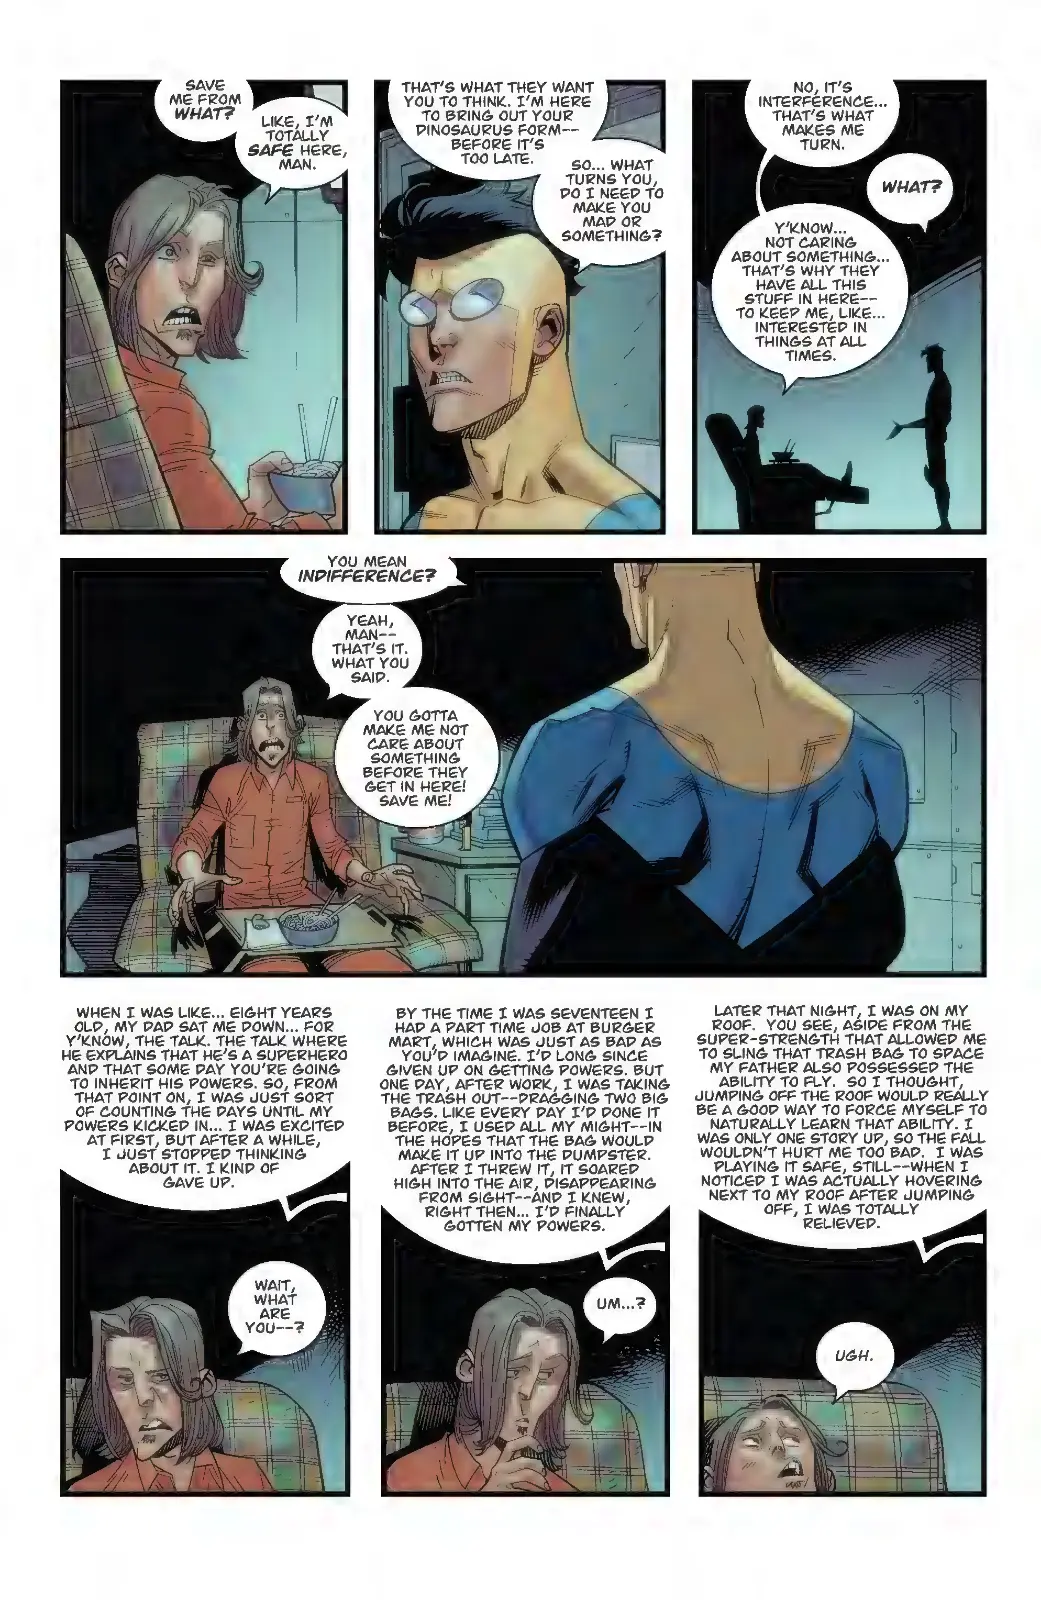 SAVE
ME FROM
WHAT?
LIKE, I'M
TOTALLY
SAFE HERE,
MAN.
THAT'S WHAT THEY WANT
YOU TO THINK. I'M HERE
TO BRING OUT YOUR
DINOSAURUS FORM--
BEFORE IT'S
TOO LATE.
SO... WHAT
TURNS YOU,
DO I NEED TO
MAKE YOU
MAD OR
SOMETHING?
NO, IT'S
INTERFERENCE...
THAT'S WHAT
MAKES ME
TURN.
WHAT?
Y'KNOW...
NOT CARING
ABOUT SOMETHING...
THAT'S WHY THEY
HAVE ALL THIS
STUFF IN HERE--
TO KEEP ME, LIKE...
INTERESTED IN
THINGS AT ALL
TIMES.
YOU MEAN
INDIFFERENCE?
YEAH,
MAN--
THAT'S IT.
WHAT YOU
SAID.
YOU GOTTA
MAKE ME NOT
CARE ABOUT
SOMETHING
BEFORE THEY
GET IN HERE!
SAVE ME!
WHEN I WAS LIKE... EIGHT YEARS
OLD, MY DAD SAT ME DOWN... FOR
Y'KNOW, THE TALK. THE TALK WHERE
HE EXPLAINS THAT HE'S A SUPERHERO
AND THAT SOME DAY YOU'RE GOING
TO INHERIT HIS POWERS. SO, FROM
THAT POINT ON, I WAS JUST SORT
OF COUNTING THE DAYS UNTIL MY
POWERS KICKED IN... I WAS EXCITED
AT FIRST, BUT AFTER A WHILE,
I JUST STOPPED THINKING
ABOUT IT. I KIND OF
GAVE UP.
WAIT,
WHAT
ARE
YOU--?
BY THE TIME I WAS SEVENTEEN I
HAD A PART TIME JOB AT BURGER
MART, WHICH WAS JUST AS BAD AS
YOU'D IMAGINE. I'D LONG SINCE
GIVEN UP ON GETTING POWERS. BUT
ONE DAY, AFTER WORK, I WAS TAKING
THE TRASH OUT--DRAGGING TWO BIG
BAGS. LIKE EVERY DAY I'D DONE IT
BEFORE, I USED ALL MY MIGHT--IN
THE HOPES THAT THE BAG WOULD
MAKE IT UP INTO THE DUMPSTER.
AFTER I THREW IT, IT SOARED
HIGH INTO THE AIR, DISAPPEARING
FROM SIGHT--AND I KNEW,
RIGHT THEN... I'D FINALLY
GOTTEN MY POWERS.
UM...?
LATER THAT NIGHT, I WAS ON MY
ROOF. YOU SEE, ASIDE FROM THE
SUPER-STRENGTH THAT ALLOWED ME
TO SLING THAT TRASH BAG TO SPACE
MY FATHER ALSO POSSESSED THE
ABILITY TO FLY. SO I THOUGHT,
JUMPING OFF THE ROOF WOULD REALLY
BE A GOOD WAY TO FORCE MYSELF TO
NATURALLY LEARN THAT ABILITY. I
WAS ONLY ONE STORY UP, SO THE FALL
WOULDN'T HURT ME TOO BAD. I WAS
PLAYING IT SAFE, STILL--WHEN I
NOTICED I WAS ACTUALLY HOVERING
NEXT TO MY ROOF AFTER JUMPING
OFF, I WAS TOTALLY
RELIEVED.
UGH.